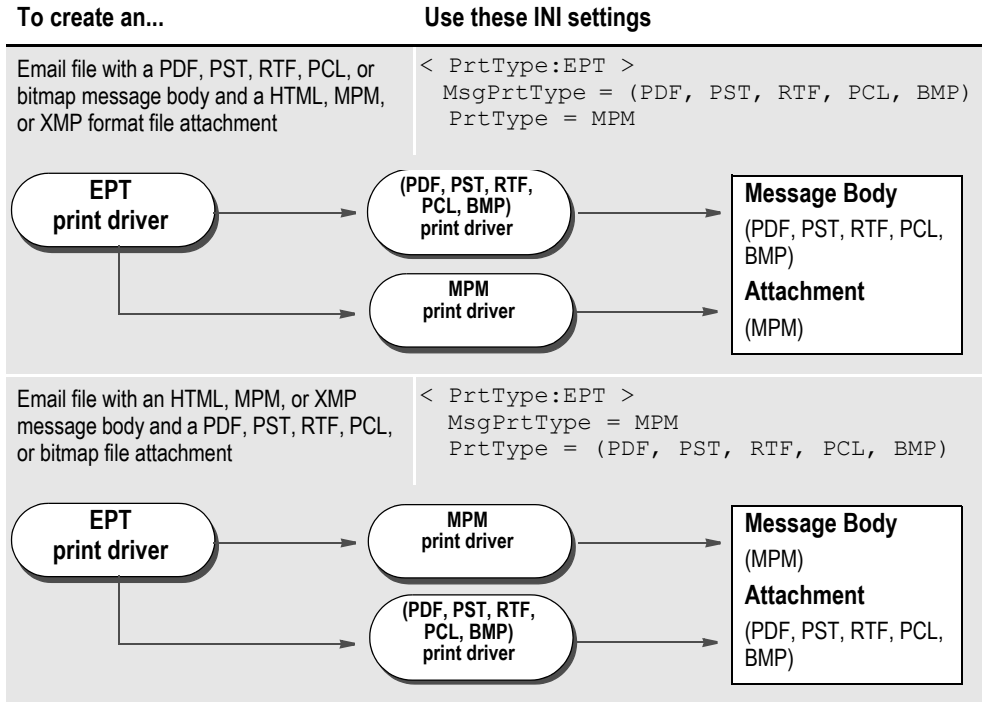 To create an...
Use these INI settings
Email file with a PDF, PST, RTF, PCL, or
bitmap message body and a HTML, MPM,
or XMP format file attachment
< PrtType:EPT >
MsgPrtType = (PDF, PST, RTF, PCL, BMP)
PrtType = MPM
EPT
print driver
(PDF, PST, RTF,
PCL, BMP)
print driver
MPM
print driver
Message Body
(PDF, PST, RTF, PCL,
BMP)
Attachment
(MPM)
Email file with an HTML, MPM, or XMP
message body and a PDF, PST, RTF, PCL,
or bitmap file attachment
< PrtType:EPT >
MsgPrtType = MPM
PrtType = (PDF, PST, RTF, PCL, BMP)
EPT
print driver
MPM
print driver
(PDF, PST, RTF,
PCL, BMP)
print driver
Message Body
(MPM)
Attachment
(PDF, PST, RTF, PCL,
BMP)